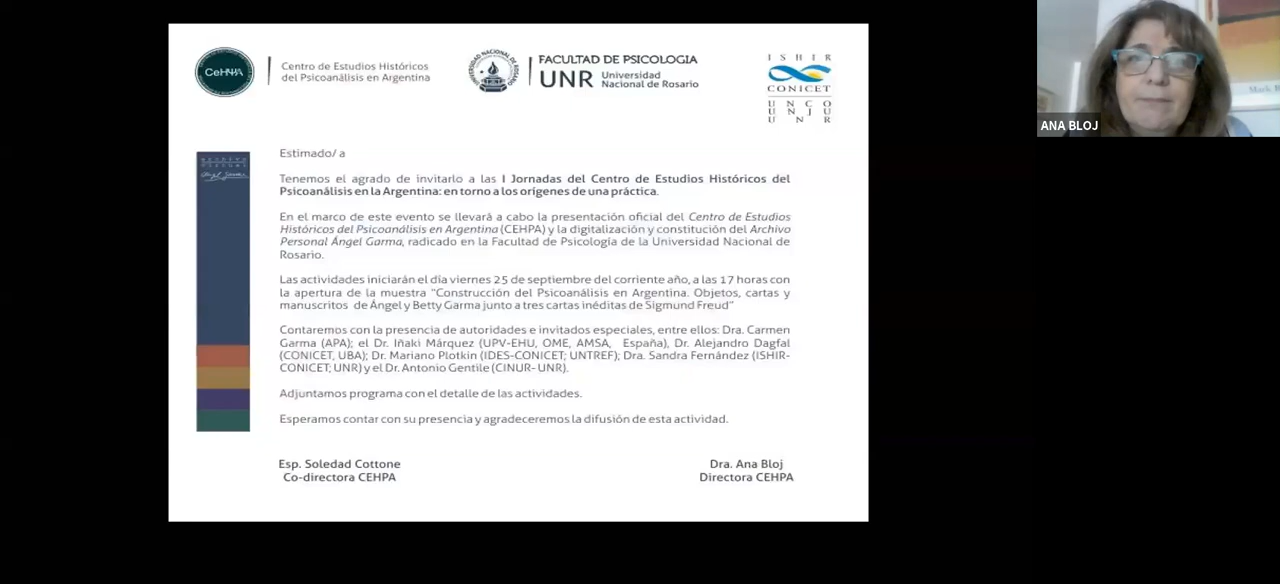 CeHPA
Centro de Estudios Históricos
del Psicoanálisis en Argentina
UNIVERSIDAD NACIONAL DE ROSARIO
FACULTAD DE PSICOLOGIA
UNR Universidad
Nacional de Rosario
I S H I R
CONICET
U N C O
U N J
U N R
Estimado/ a
Tenemos el agrado de invitarlo a las I Jornadas del Centro de Estudios Históricos del
Psicoanálisis en la Argentina: en torno a los orígenes de una práctica.
En el marco de este evento se llevará a cabo la presentación oficial del Centro de Estudios
Históricos del Psicoanálisis en Argentina (CEHPA) y la digitalización y constitución del Archivo
Personal Ángel Garma, radicado en la Facultad de Psicología de la Universidad Nacional de
Rosario.
Las actividades iniciarán el día viernes 25 de septiembre del corriente año, a las 17 horas con
la apertura de la muestra "Construcción del Psicoanálisis en Argentina. Objetos, cartas y
manuscritos de Ángel y Betty Garma junto a tres cartas inéditas de Sigmund Freud"
Contaremos con la presencia de autoridades e invitados especiales, entre ellos: Dra. Carmen
Garma (APA); el Dr. Iñaki Márquez (UPV-EHU, OME, AMSA, España), Dr. Alejandro Dagfal
(CONICET, UBA); Dr. Mariano Plotkin (IDES-CONICET; UNTREF); Dra. Sandra Fernández (ISHIR-
CONICET; UNR) y el Dr. Antonio Gentile (CINUR- UNR).
Adjuntamos programa con el detalle de las actividades.
Esperamos contar con su presencia y agradeceremos la difusión de esta actividad.
Esp. Soledad Cottone
Co-directora CEHPA
Dra. Ana Bloj
Directora CEHPA
ANA BLOJ